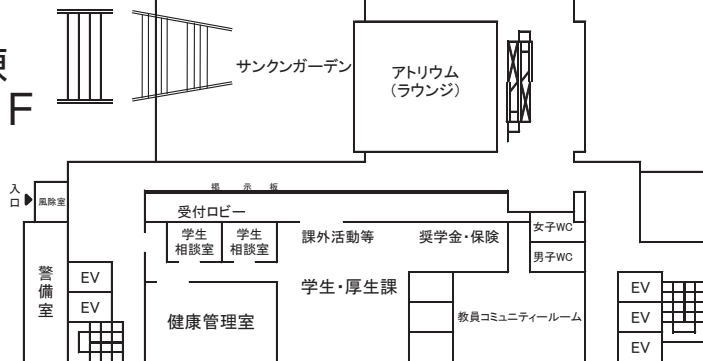 棟
F
サンクンガーデン
アトリウム
（ラウンジ）
入口
風除室
掲示板
受付ロビー
学生
相談室
学生
相談室
課外活動等
奨学金・保険
女子WC
男子WC
警備室
EV
EV
健康管理室
学生・厚生課
教員コミュニティールーム
EV
EV
EV